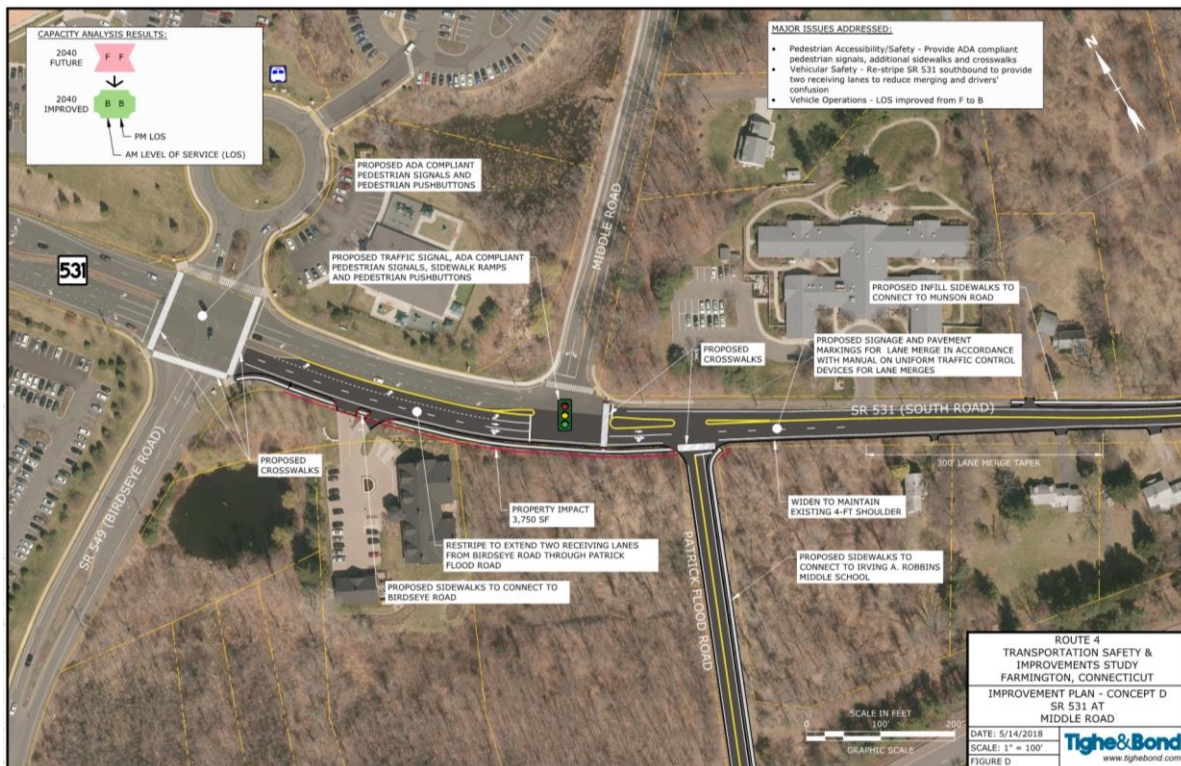 CAPACITY ANALYSIS RESULTS:
2040
FUTURE
F F
2040
IMPROVED
B B
PM LOS
AM LEVEL OF SERVICE (LOS)
MAJOR ISSUES ADDRESSED:
• Pedestrian Accessibility/Safety - Provide ADA compliant
pedestrian signals, additional sidewalks and crosswalks
• Vehicular Safety - Re-stripe SR 531 southbound to provide
two receiving lanes to reduce merging and drivers'
confusion
• Vehicle Operations - LOS improved from F to B
N
PROPOSED ADA COMPLIANT
PEDESTRIAN SIGNALS AND
PEDESTRIAN PUSHBUTTONS
MIDDLE ROAD
531
PROPOSED TRAFFIC SIGNAL, ADA COMPLIANT
PEDESTRIAN SIGNALS, SIDEWALK RAMPS
AND PEDESTRIAN PUSHBUTTONS
PROPOSED INFILL SIDEWALKS TO
CONNECT TO MUNSON ROAD
PROPOSED
CROSSWALKS
PROPOSED SIGNAGE AND PAVEMENT
MARKINGS FOR LANE MERGE IN ACCORDANCE
WITH MANUAL ON UNIFORM TRAFFIC CONTROL
DEVICES FOR LANE MERGES
SR 531 (SOUTH ROAD)
SR 549 (BIRDSEYE ROAD)
PROPOSED
CROSSWALKS
300' LANE MERGE TAPER
PROPERTY IMPACT
3,750 SF
WIDEN TO MAINTAIN
EXISTING 4-FT SHOULDER
RESTRIPE TO EXTEND TWO RECEIVING LANES
FROM BIRDSEYE ROAD THROUGH PATRICK
FLOOD ROAD
PATRICK FLOOD ROAD
PROPOSED SIDEWALKS TO
CONNECT TO IRVING A. ROBBINS
MIDDLE SCHOOL
PROPOSED SIDEWALKS TO CONNECT TO
BIRDSEYE ROAD
SCALE IN FEET
0 100' 200'
GRAPHIC SCALE
ROUTE 4
TRANSPORTATION SAFETY &
IMPROVEMENTS STUDY
FARMINGTON, CONNECTICUT
IMPROVEMENT PLAN - CONCEPT D
SR 531 AT
MIDDLE ROAD
DATE: 5/14/2018
SCALE: 1" = 100'
FIGURE D
Tighe&Bond
www.tighebond.com